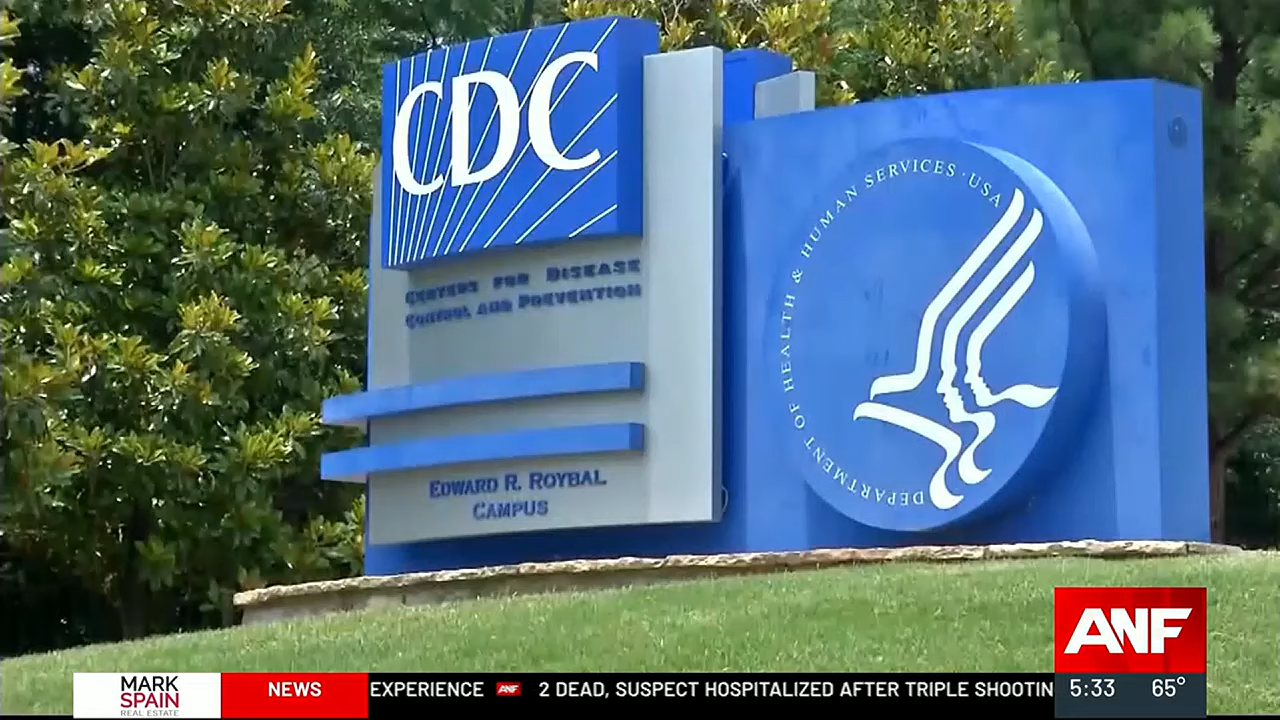 CDC
CENTERS FOR DISEASE
CONTROL AND PREVENTION
EDWARD R. ROYBAL
CAMPUS
DEPARTMENT OF HEALTH & HUMAN SERVICES · USA
ANF
MARK
SPAIN
REAL ESTATE
NEWS
EXPERIENCE ANF 2 DEAD, SUSPECT HOSPITALIZED AFTER TRIPLE SHOOTIN
5:33 65°